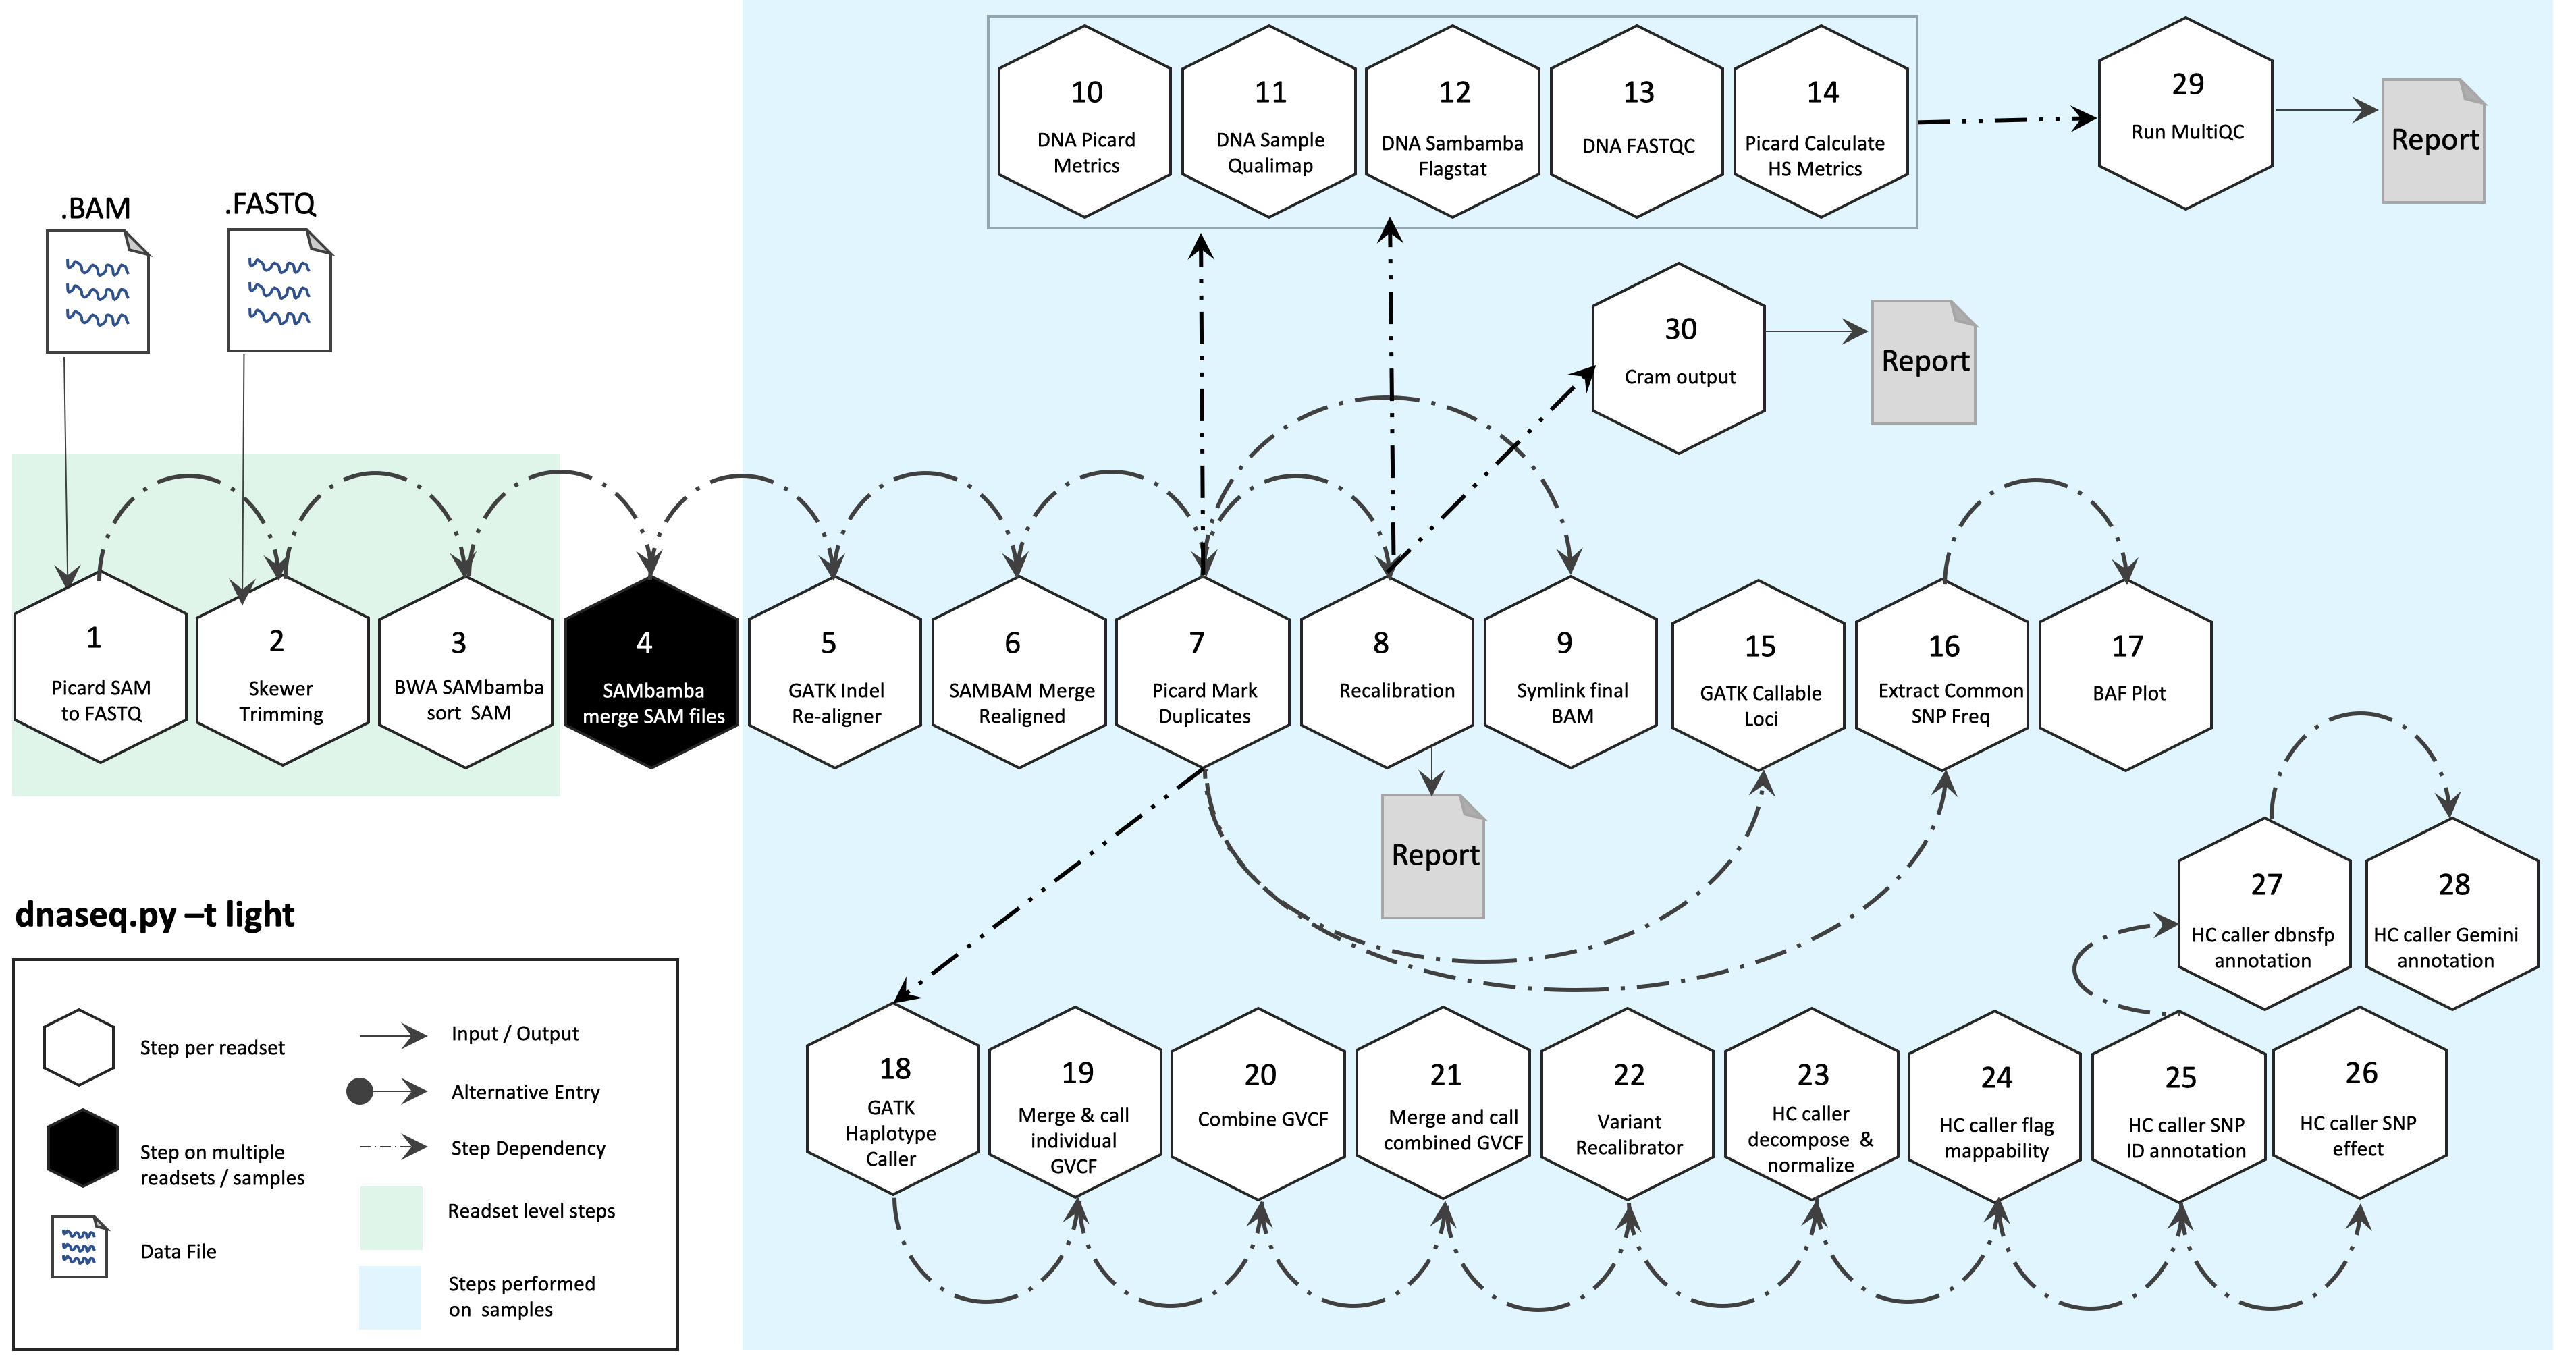 10
DNA Picard
Metrics
11
DNA Sample
Qualimap
12
DNA Sambamba
Flagstat
13
DNA FASTQC
14
Picard Calculate
HS Metrics
29
Run MultiQC
Report
.BAM
.FASTQ
30
Cram output
Report
1
Picard SAM
to FASTQ
2
Skewer
Trimming
3
BWA SAMbamba
sort SAM
4
SAMbamba
merge SAM files
5
GATK Indel
Re-aligner
6
SAMBAM Merge
Realigned
7
Picard Mark
Duplicates
8
Recalibration
9
Symlink final
BAM
15
GATK Callable
Loci
16
Extract Common
SNP Freq
17
BAF Plot
Report
27
HC caller dbnsfp
annotation
28
HC caller Gemini
annotation
18
GATK
Haplotype
Caller
19
Merge & call
individual
GVCF
20
Combine GVCF
21
Merge and call
combined GVCF
22
Variant
Recalibrator
23
HC caller
decompose &
normalize
24
HC caller flag
mappability
25
HC caller SNP
ID annotation
26
HC caller SNP
effect
dnaseq.py –t light
Step per readset
Step on multiple
readsets / samples
Data File
Input / Output
Alternative Entry
Step Dependency
Readset level steps
Steps performed
on samples